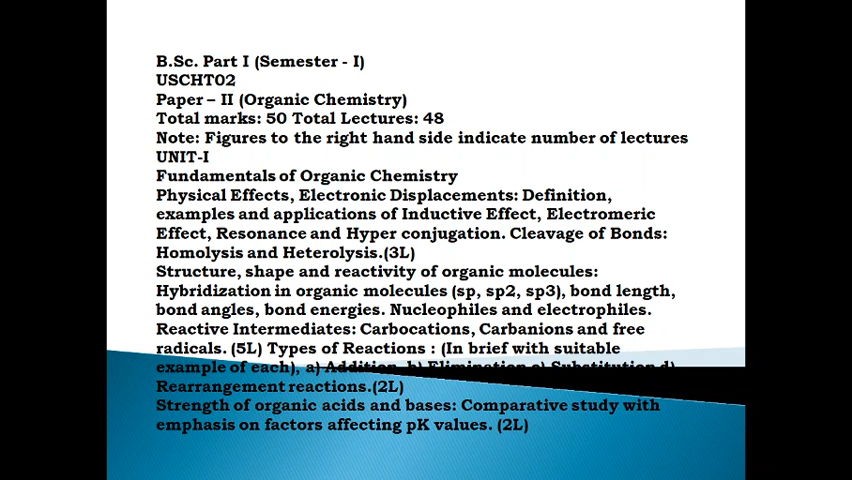 B.Sc. Part I (Semester - I)
USCHT02
Paper – II (Organic Chemistry)
Total marks: 50 Total Lectures: 48
Note: Figures to the right hand side indicate number of lectures
UNIT-I
Fundamentals of Organic Chemistry
Physical Effects, Electronic Displacements: Definition,
examples and applications of Inductive Effect, Electromeric
Effect, Resonance and Hyper conjugation. Cleavage of Bonds:
Homolysis and Heterolysis.(3L)
Structure, shape and reactivity of organic molecules:
Hybridization in organic molecules (sp, sp2, sp3), bond length,
bond angles, bond energies. Nucleophiles and electrophiles.
Reactive Intermediates: Carbocations, Carbanions and free
radicals. (5L) Types of Reactions : (In brief with suitable
example of each), a) Addition, b) Elimination c) Substitution d)
Rearrangement reactions.(2L)
Strength of organic acids and bases: Comparative study with
emphasis on factors affecting pK values. (2L)